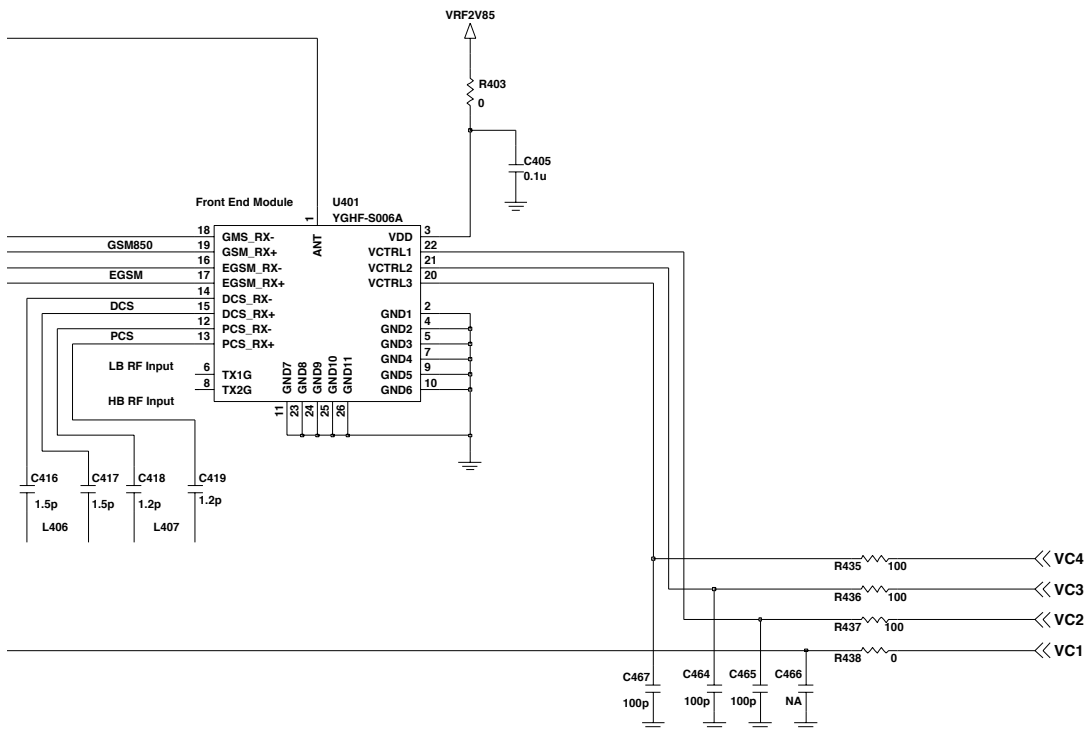 VRF2V85
R403
0
C405
0.1u
Front End Module
U401
YGHF-S006A
1
ANT
18 GMS_RX-
GSM850
19 GSM_RX+
16 EGSM_RX-
EGSM
17 EGSM_RX+
14 DCS_RX-
DCS
15 DCS_RX+
12 PCS_RX-
PCS
13 PCS_RX+
LB RF Input
6 TX1G
8 TX2G
HB RF Input
VDD 3
VCTRL1 22
VCTRL2 21
VCTRL3 20
GND1 2
GND2 4
GND3 5
GND4 7
GND5 9
GND6 10
GND7 11
GND8 23
GND9 24
GND10 25
GND11 26
C416
1.5p
C417
1.5p
C418
1.2p
C419
1.2p
L406
L407
R435 100 VC4
R436 100 VC3
R437 100 VC2
R438 0 VC1
C467
100p
C464
100p
C465
100p
C466
NA